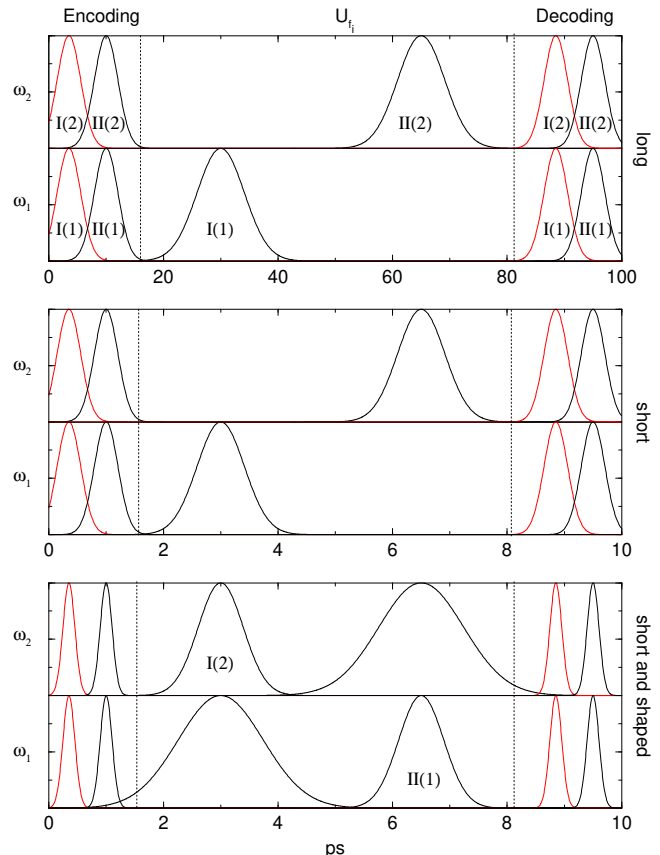 Encoding U_{f_i} Decoding
ω₂ I(2) II(2) II(2) I(2) II(2)
long
ω₁ I(1) II(1) I(1) I(1) II(1)
0 20 40 60 80 100
ω₂
short
ω₁
0 2 4 6 8 10
ω₂ I(2)
short and shaped
ω₁ II(1)
0 2 4 6 8 10
ps